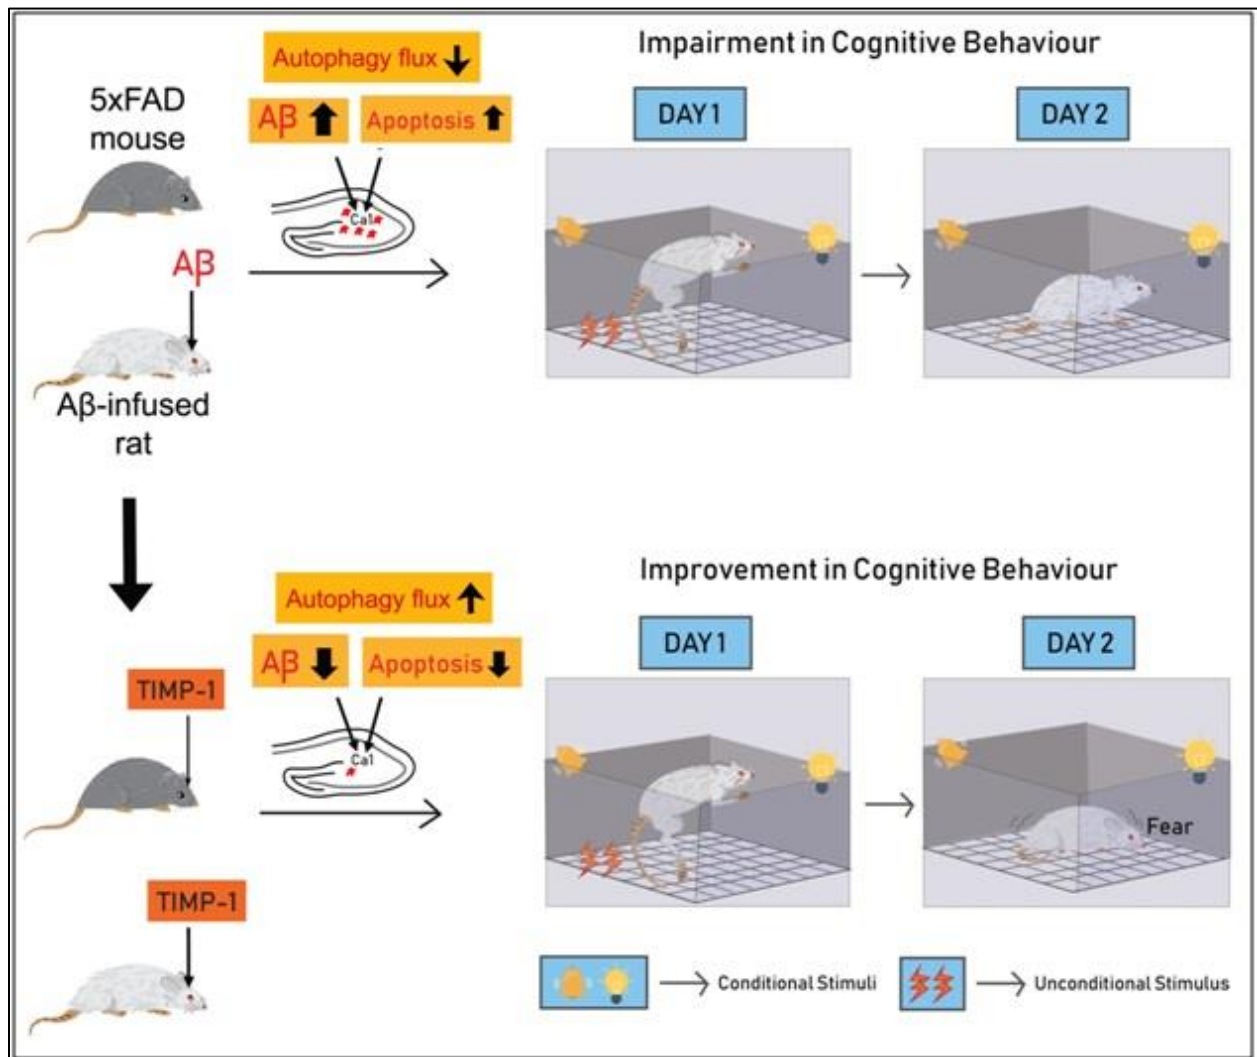 Impairment in Cognitive Behaviour
Autophagy flux
Aβ
Apoptosis
5xFAD
mouse
DAY 1
DAY 2
Ca1
Aβ
Aβ-infused
rat
Improvement in Cognitive Behaviour
Autophagy flux
Aβ
Apoptosis
DAY 1
DAY 2
TIMP-1
Ca1
Fear
TIMP-1
Conditional Stimuli
Unconditional Stimulus